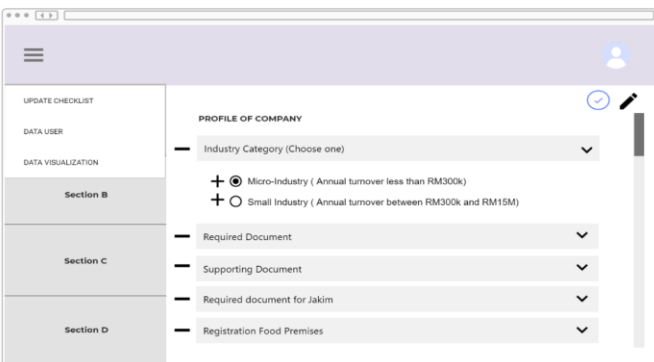 UPDATE CHECKLIST
DATA USER
DATA VISUALIZATION
Section B
Section C
Section D
PROFILE OF COMPANY
Industry Category (Choose one)
Micro-Industry ( Annual turnover less than RM300k)
Small Industry ( Annual turnover between RM300k and RM15M)
Required Document
Supporting Document
Required document for Jakim
Registration Food Premises